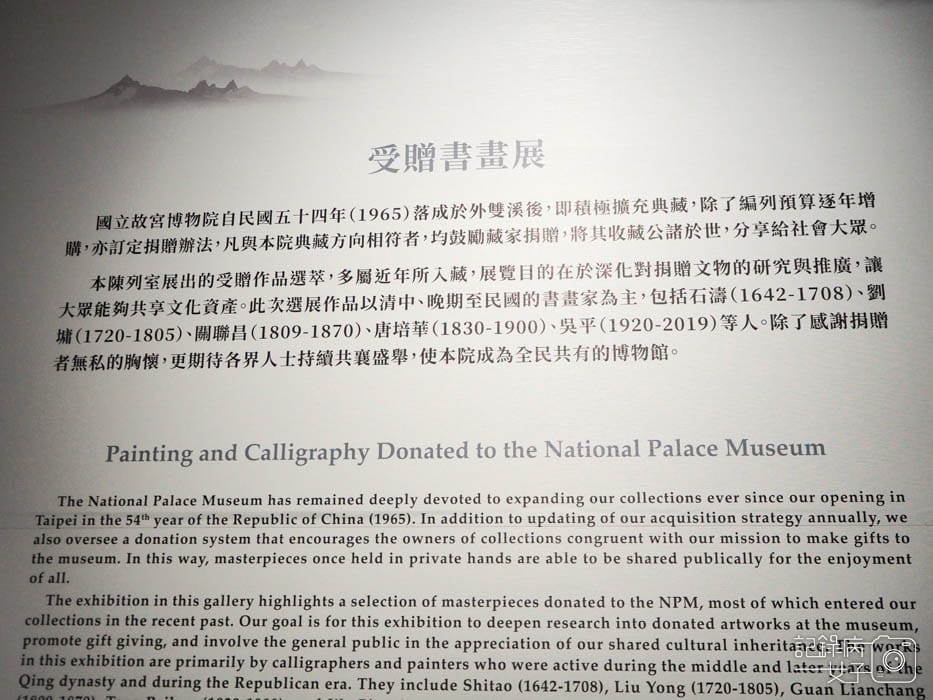 受贈書畫展
國立故宮博物院自民國五十四年(1965)落成於外雙溪後，即積極擴充典藏，除了編列預算逐年增
購，亦訂定捐贈辦法，凡與本院典藏方向相符者，均鼓勵藏家捐贈，將其收藏公諸於世，分享給社會大眾。
本陳列室展出的受贈作品選萃，多屬近年所入藏，展覽目的在於深化對捐贈文物的研究與推廣，讓
大眾能夠共享文化資產。此次選展作品以清中、晚期至民國的書畫家為主，包括石濤(1642-1708)、劉
墉(1720-1805)、關聯昌(1809-1870)、唐培華(1830-1900)、吳平(1920-2019)等人。除了感謝捐贈
者無私的胸懷，更期待各界人士持續共襄盛舉，使本院成為全民共有的博物館。
Painting and Calligraphy Donated to the National Palace Museum
The National Palace Museum has remained deeply devoted to expanding our collections ever since our opening in
Taipei in the 54th year of the Republic of China (1965). In addition to updating of our acquisition strategy annually, we
also oversee a donation system that encourages the owners of collections congruent with our mission to make gifts to
the museum. In this way, masterpieces once held in private hands are able to be shared publically for the enjoyment
of all.
The exhibition in this gallery highlights a selection of masterpieces donated to the NPM, most of which entered our
collections in the recent past. Our goal is for this exhibition to deepen research into donated artworks at the museum,
promote gift giving, and involve the general public in the appreciation of our shared cultural inheritance. works
in this exhibition are primarily by calligraphers and painters who were active during the middle and later of the
Qing dynasty and during the Republican era. They include Shitao (1642-1708), Liu Yong (1720-1805), Guan Lianchang
記錄病
女子